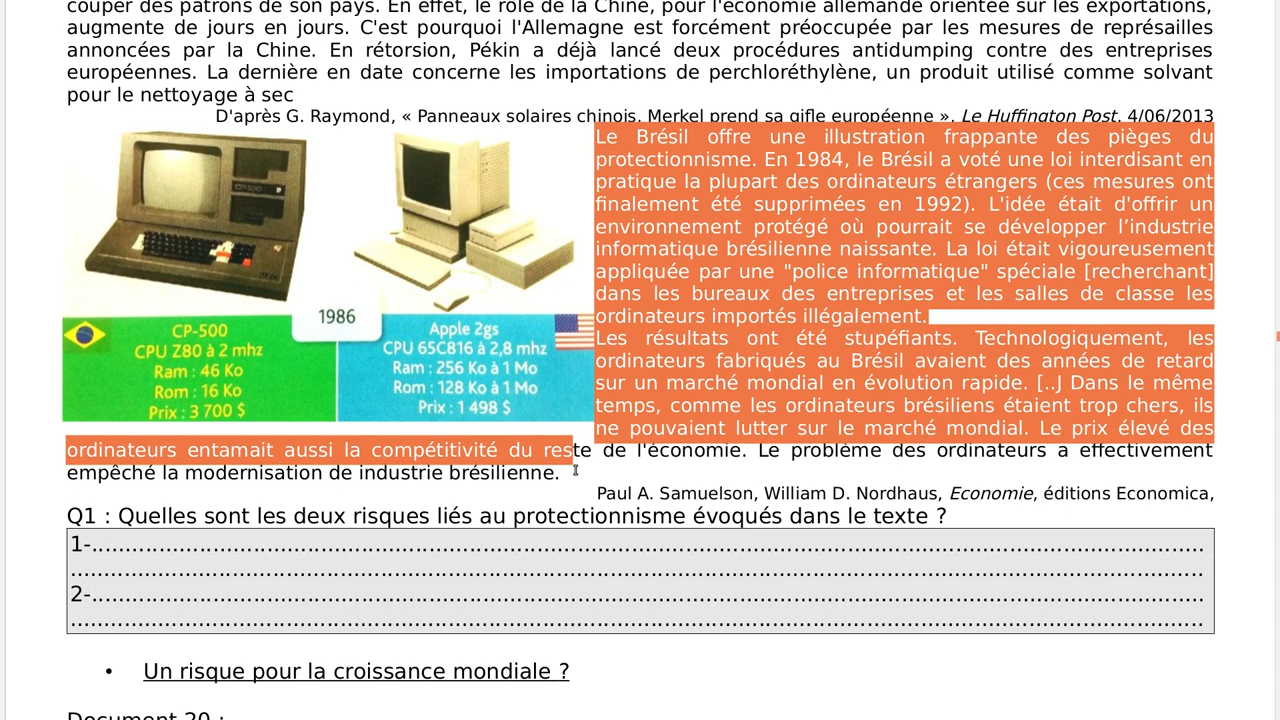 couper des patrons de son pays. En effet, le rôle de la Chine, pour l'économie allemande orientée sur les exportations,
augmente de jours en jours. C'est pourquoi l'Allemagne est forcément préoccupée par les mesures de représailles
annoncées par la Chine. En rétorsion, Pékin a déjà lancé deux procédures antidumping contre des entreprises
européennes. La dernière en date concerne les importations de perchloréthylène, un produit utilisé comme solvant
pour le nettoyage à sec
D'après G. Raymond, « Panneaux solaires chinois, Merkel prend sa gifle européenne », Le Huffington Post, 4/06/2013
CP-500
1986
CP-500
CPU Z80 à 2 mhz
Ram : 46 Ko
Rom : 16 Ko
Prix : 3 700 $
Apple 2gs
CPU 65C816 à 2,8 mhz
Ram : 256 Ko à 1 Mo
Rom : 128 Ko à 1 Mo
Prix : 1 498 $
Le Brésil offre une illustration frappante des pièges du
protectionnisme. En 1984, le Brésil a voté une loi interdisant en
pratique la plupart des ordinateurs étrangers (ces mesures ont
finalement été supprimées en 1992). L'idée était d'offrir un
environnement protégé où pourrait se développer l’industrie
informatique brésilienne naissante. La loi était vigoureusement
appliquée par une "police informatique" spéciale [recherchant]
dans les bureaux des entreprises et les salles de classe les
ordinateurs importés illégalement.
Les résultats ont été stupéfiants. Technologiquement, les
ordinateurs fabriqués au Brésil avaient des années de retard
sur un marché mondial en évolution rapide. [..J Dans le même
temps, comme les ordinateurs brésiliens étaient trop chers, ils
ne pouvaient lutter sur le marché mondial. Le prix élevé des
ordinateurs entamait aussi la compétitivité du reste de l'économie. Le problème des ordinateurs a effectivement
empêché la modernisation de industrie brésilienne.
Paul A. Samuelson, William D. Nordhaus, Economie, éditions Economica,
Q1 : Quelles sont les deux risques liés au protectionnisme évoqués dans le texte ?
1-
2-
• Un risque pour la croissance mondiale ?
Document 20 :